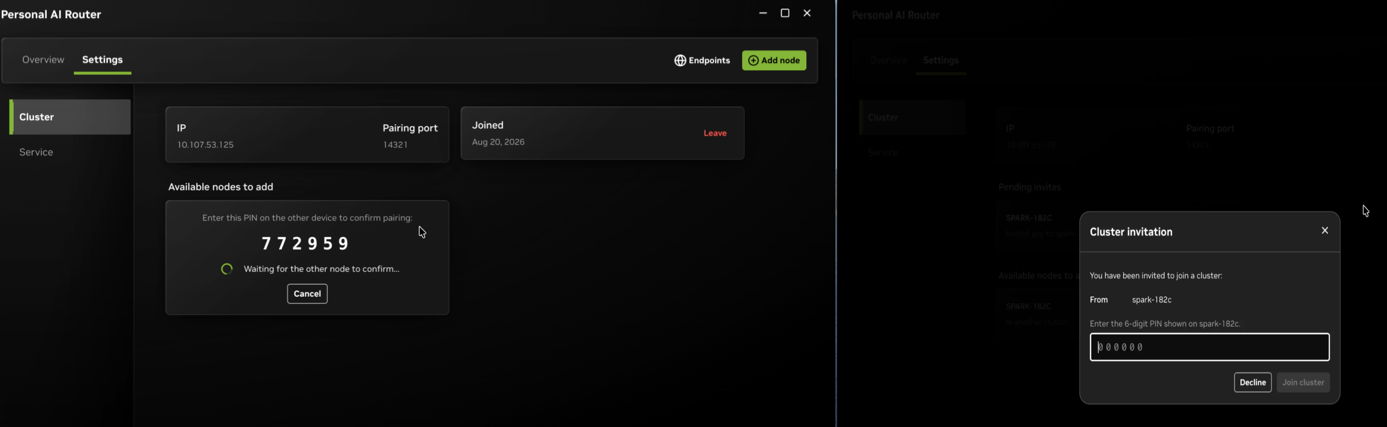 Personal AI Router
Overview
Settings
Endpoints
Add node
Cluster
Service
IP
Pairing port
10.107.53.125
14321
Joined
Aug 20, 2026
Leave
Available nodes to add
Enter this PIN on the other device to confirm pairing:
772959
Waiting for the other node to confirm...
Cancel
Personal AI Router
Overview
Settings
Cluster
Service
IP
Pairing port
Pending invites
SPARK-182C
Available nodes to
SPARK-182C
Cluster invitation
You have been invited to join a cluster:
From spark-182c
Enter the 6-digit PIN shown on spark-182c.
000000
Decline
Join cluster